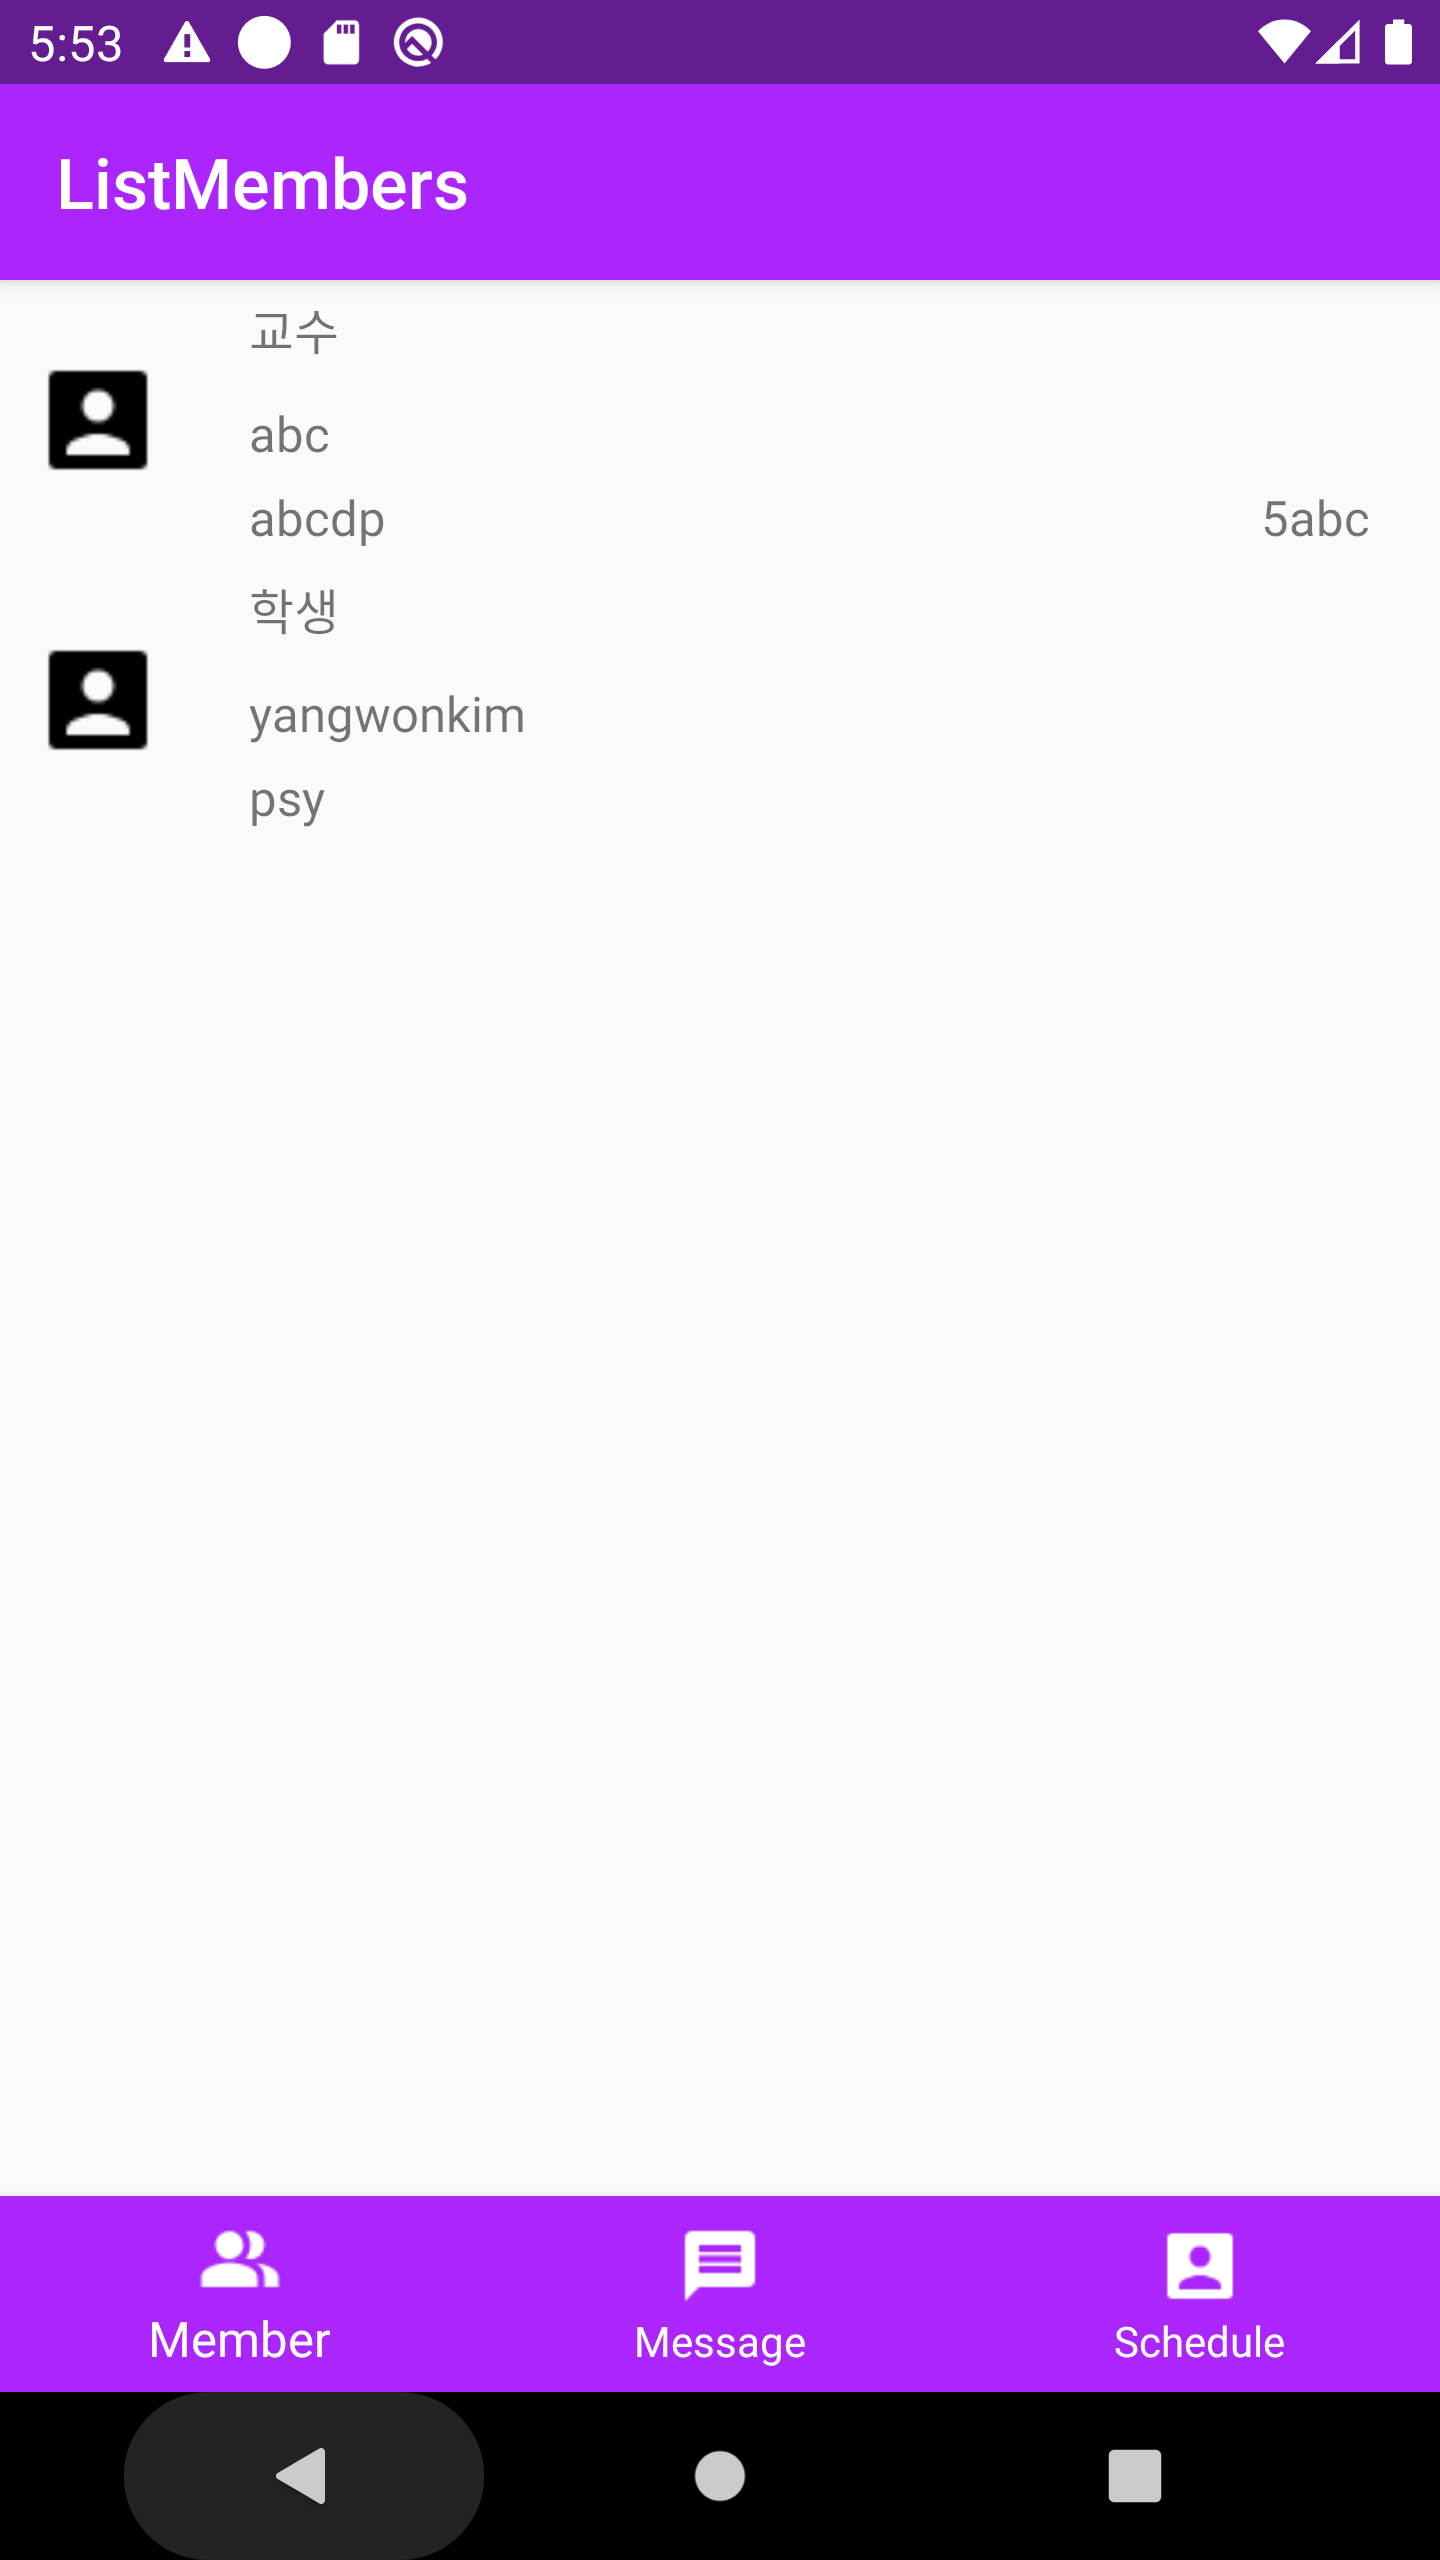 5:53
ListMembers
교수
abc
abcdp 5abc
학생
yangwonkim
psy
Member Message Schedule